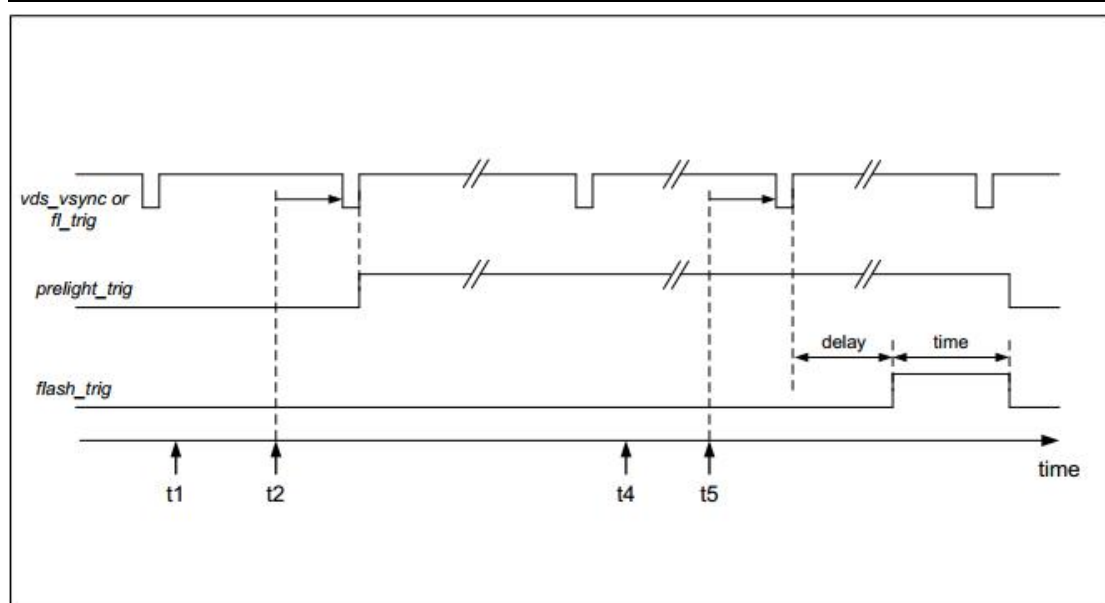 vds_vsync or
fl_trig
prelight_trig
delay
time
flash_trig
time
t1
t2
t4
t5